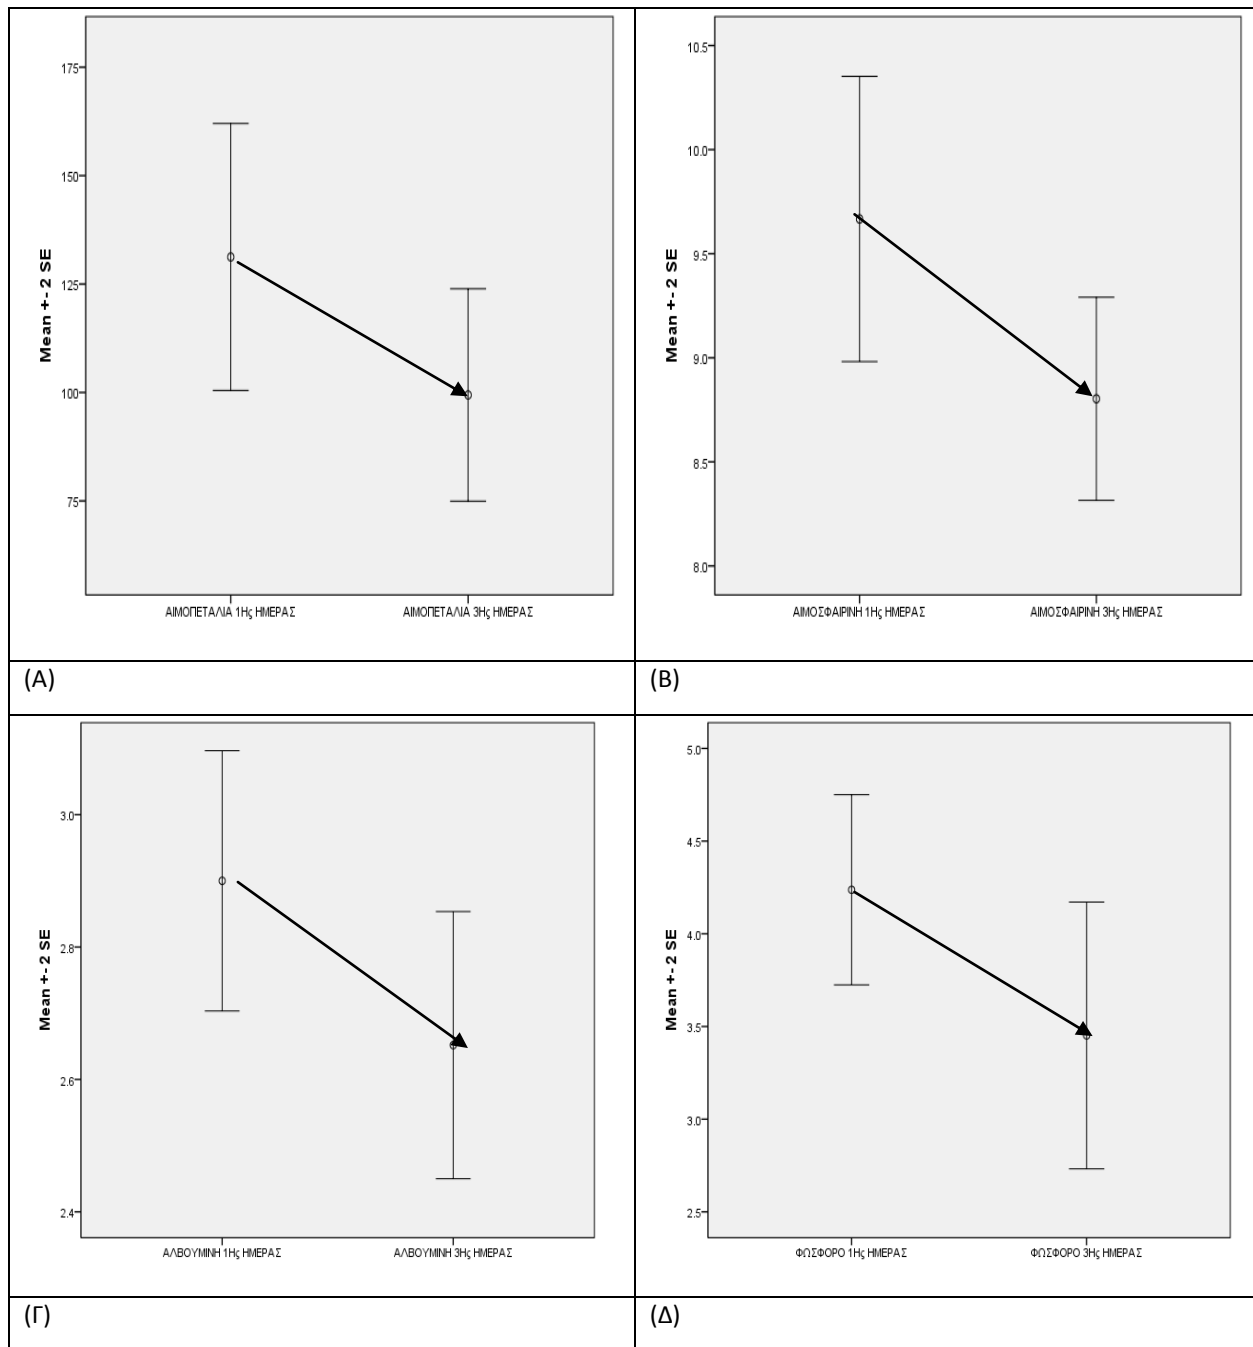 Mean +- 2 SE
175
150
125
100
75
ΑΙΜΟΠΕΤΑΛΙΑ 1Ης ΗΜΕΡΑΣ
ΑΙΜΟΠΕΤΑΛΙΑ 3Ης ΗΜΕΡΑΣ
(Α)
Mean +- 2 SE
10.5
10.0
9.5
9.0
8.5
8.0
ΑΙΜΟΣΦΑΙΡΙΝΗ 1Ης ΗΜΕΡΑΣ
ΑΙΜΟΣΦΑΙΡΙΝΗ 3Ης ΗΜΕΡΑΣ
(Β)
Mean +- 2 SE
3.0
2.8
2.6
2.4
ΑΛΒΟΥΜΙΝΗ 1Ης ΗΜΕΡΑΣ
ΑΛΒΟΥΜΙΝΗ 3Ης ΗΜΕΡΑΣ
(Γ)
Mean +- 2 SE
5.0
4.5
4.0
3.5
3.0
2.5
ΦΩΣΦΟΡΟ 1Ης ΗΜΕΡΑΣ
ΦΩΣΦΟΡΟ 3Ης ΗΜΕΡΑΣ
(Δ)